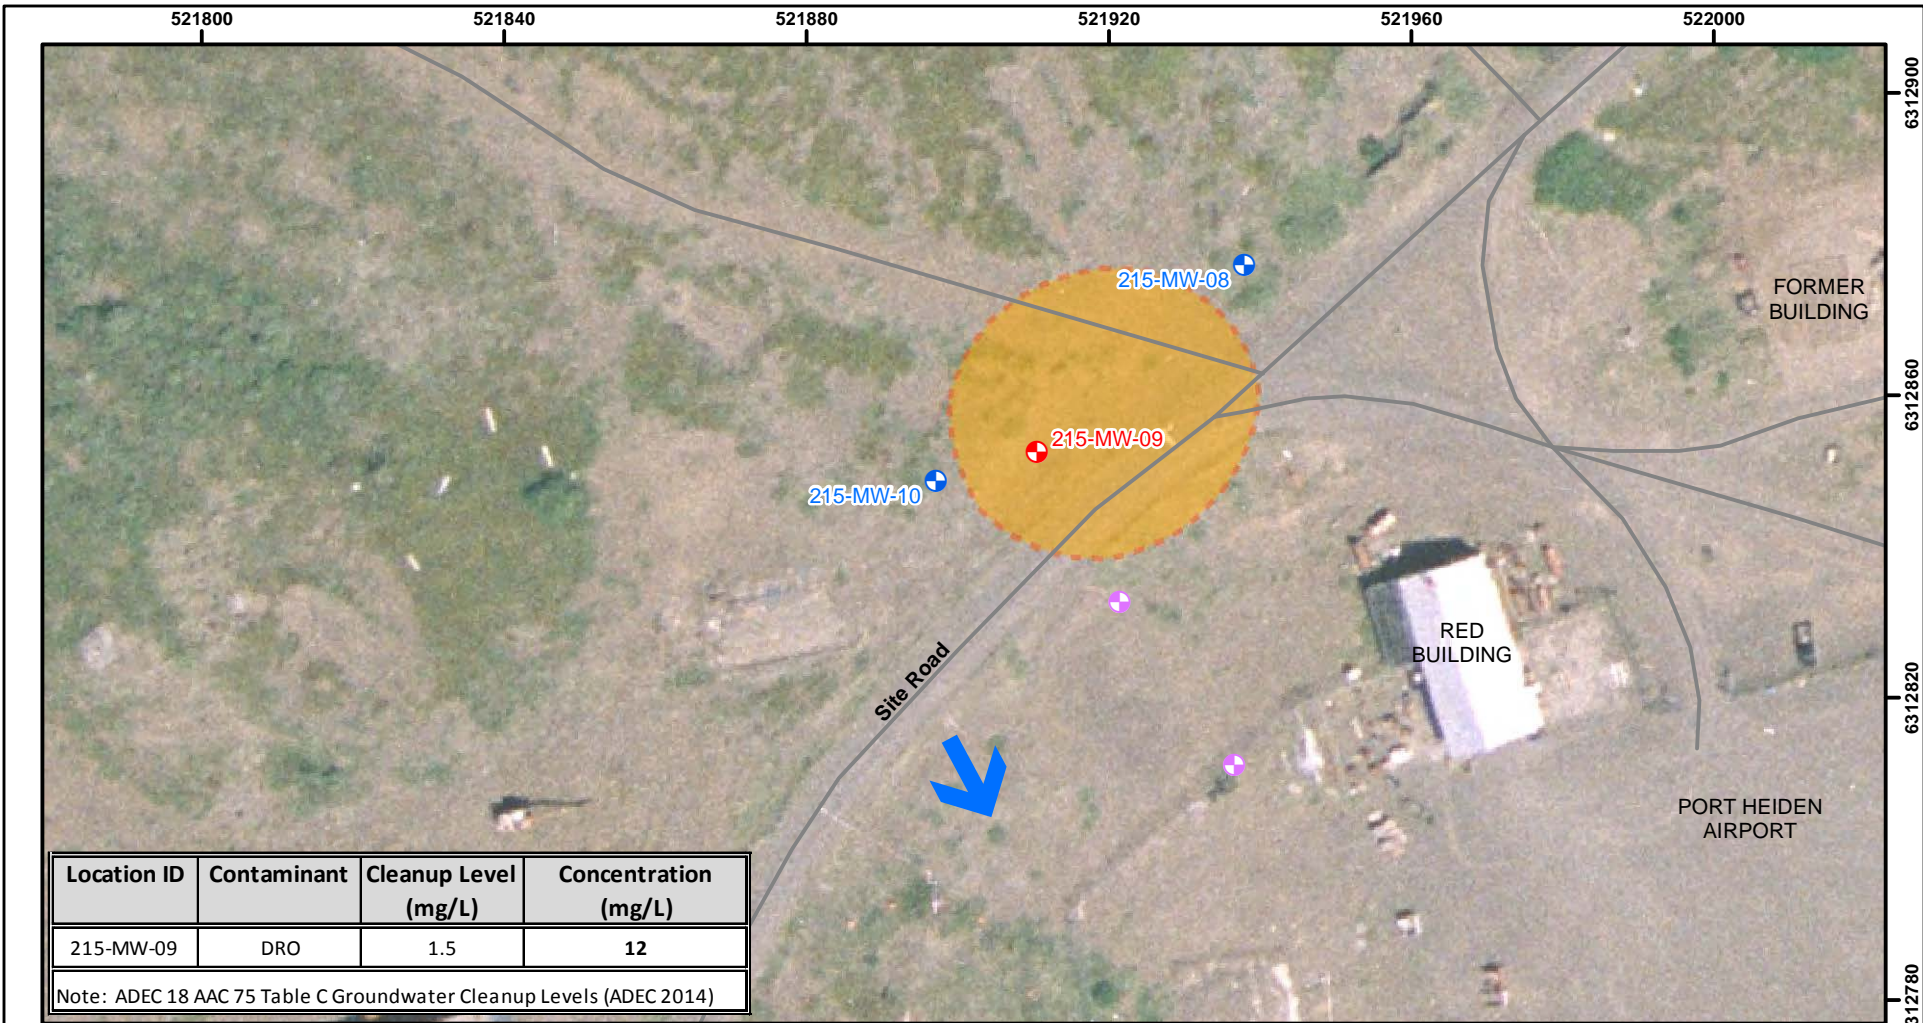 521800 521840 521880 521920 521960 522000
6312900
215-MW-08
FORMER
BUILDING
6312860
215-MW-09
215-MW-10
RED
BUILDING
Site Road
6312820
PORT HEIDEN
AIRPORT
Location ID Contaminant Cleanup Level Concentration
(mg/L) (mg/L)
215-MW-09 DRO 1.5 12
Note: ADEC 18 AAC 75 Table C Groundwater Cleanup Levels (ADEC 2014)
12780